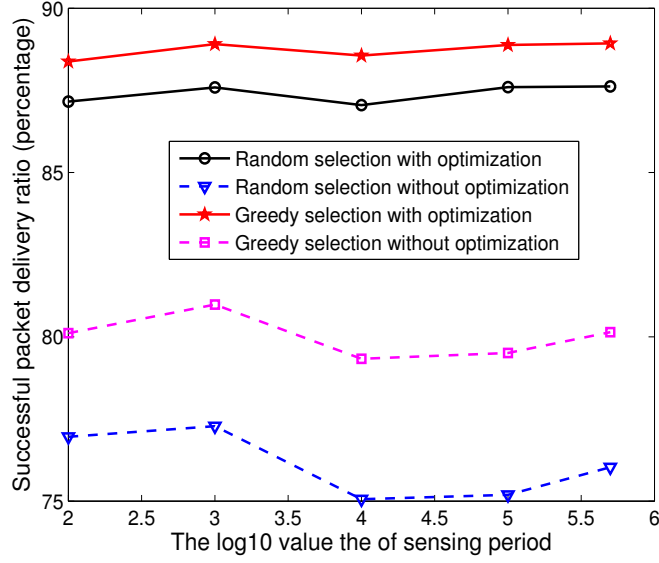 Successful packet delivery ratio (percentage)
90
85
80
75
Random selection with optimization
Random selection without optimization
Greedy selection with optimization
Greedy selection without optimization
2 2.5 3 3.5 4 4.5 5 5.5 6
The log10 value the of sensing period